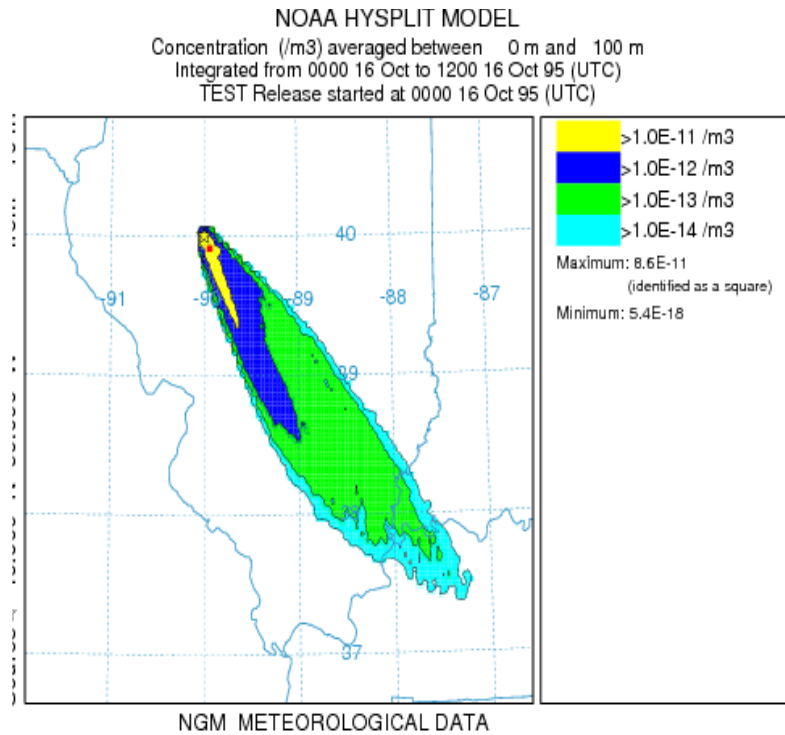 NOAA HYSPLIT MODEL
Concentration (/m3) averaged between 0 m and 100 m
Integrated from 0000 16 Oct to 1200 16 Oct 95 (UTC)
TEST Release started at 0000 16 Oct 95 (UTC)
>1.0E-11 /m3
>1.0E-12 /m3
>1.0E-13 /m3
>1.0E-14 /m3
Maximum: 8.6E-11
(identified as a square)
Minimum: 5.4E-18
40
-91 -90 -89 -88 -87
39
38
37
NGM METEOROLOGICAL DATA